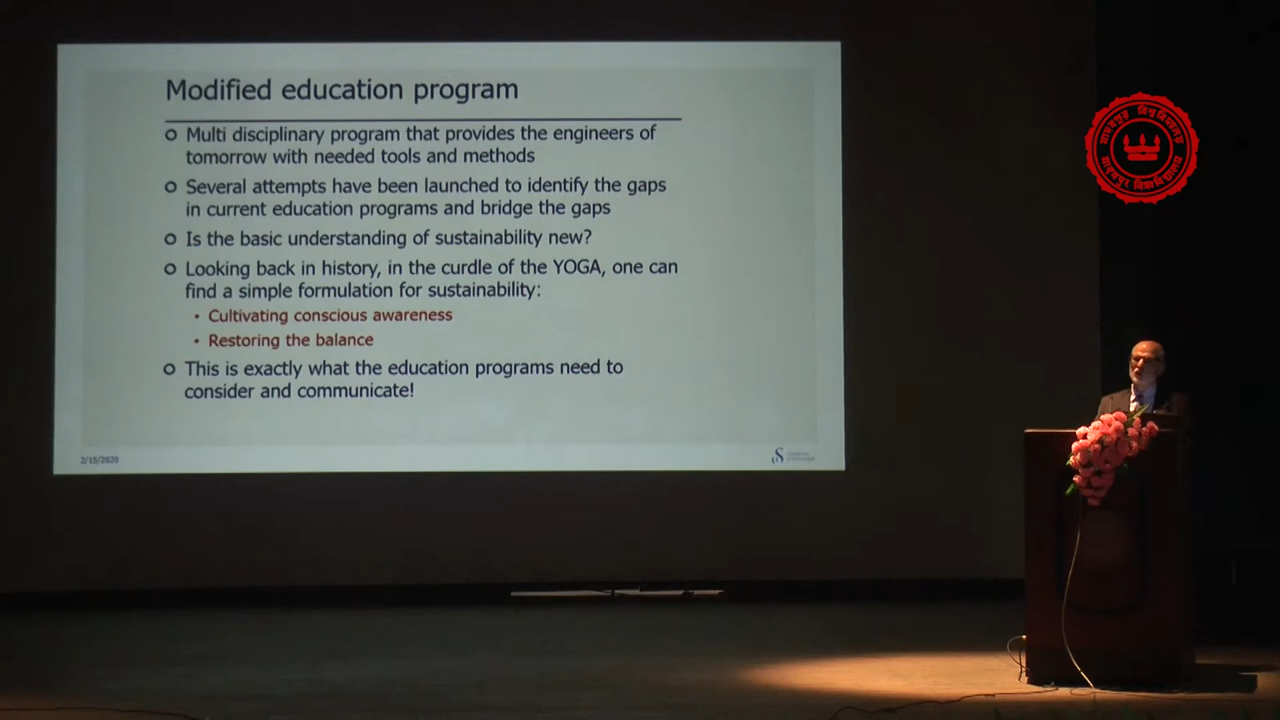 Modified education program
Multi disciplinary program that provides the engineers of
tomorrow with needed tools and methods
Several attempts have been launched to identify the gaps
in current education programs and bridge the gaps
Is the basic understanding of sustainability new?
Looking back in history, in the curdle of the YOGA, one can
find a simple formulation for sustainability:
Cultivating conscious awareness
Restoring the balance
This is exactly what the education programs need to
consider and communicate!
2/15/2020
যাদবপুর বিশ্ববিদ্যালয়